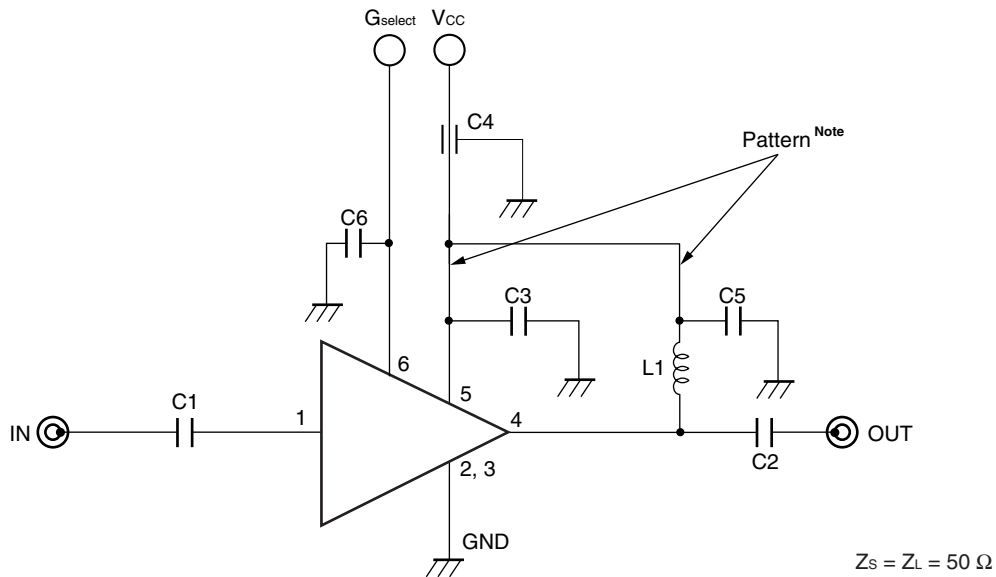 Gselect
VCC
C4
Pattern Note
C6
C3
C5
6
5
L1
C1
1
4
IN
OUT
2, 3
C2
GND
ZS = ZL = 50 Ω